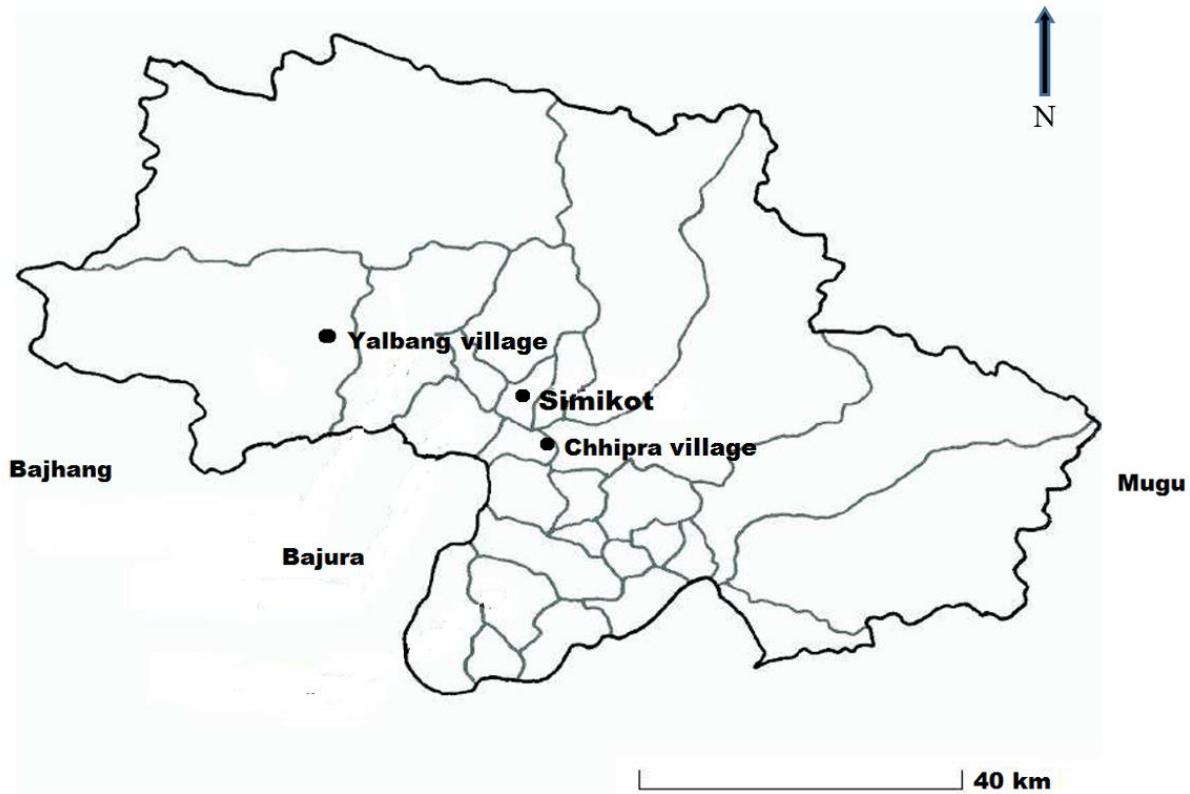 N
Yalbang village
Simikot
Chhipra village
Bajhang
Mugu
Bajura
40 km